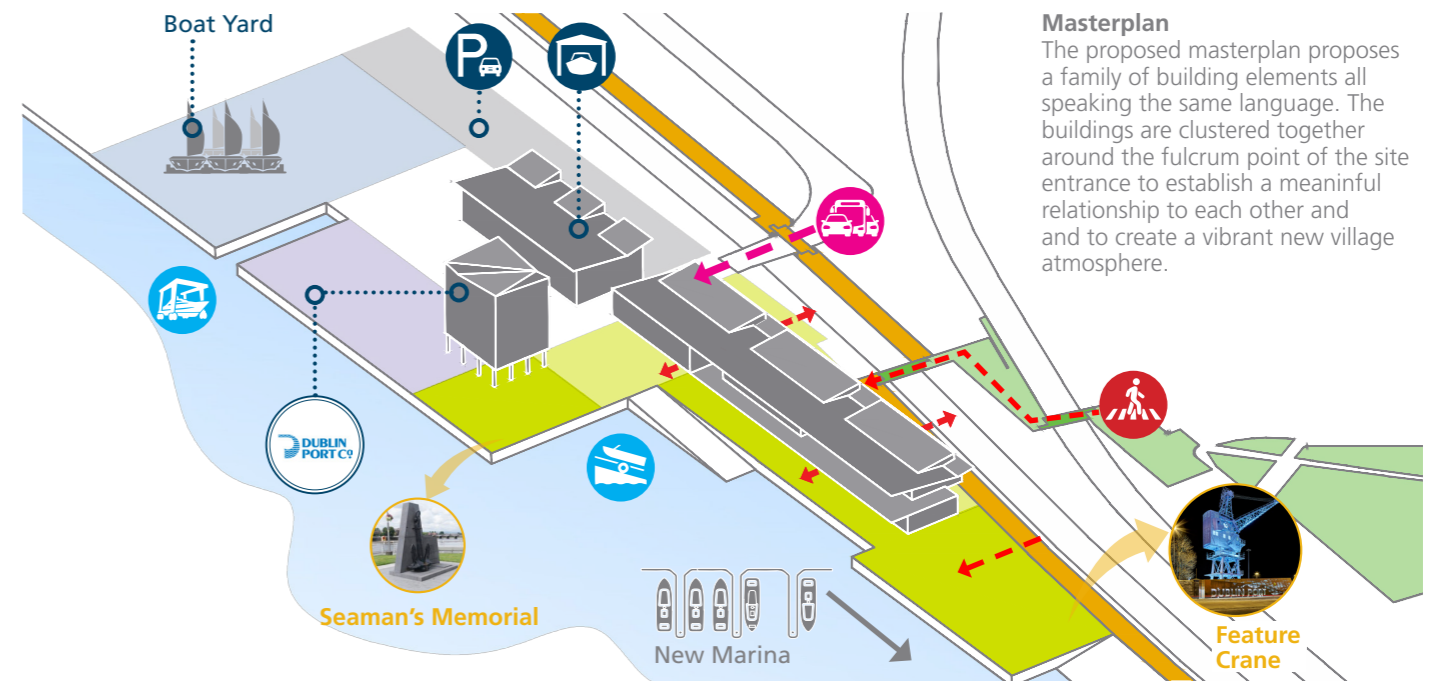 Boat Yard
P
Masterplan
The proposed masterplan proposes
a family of building elements all
speaking the same language. The
buildings are clustered together
around the fulcrum point of the site
entrance to establish a meaninful
relationship to each other and
and to create a vibrant new village
atmosphere.
DUBLIN
PORT Cº
Seaman's Memorial
New Marina
DUBLIN PORT
Feature
Crane